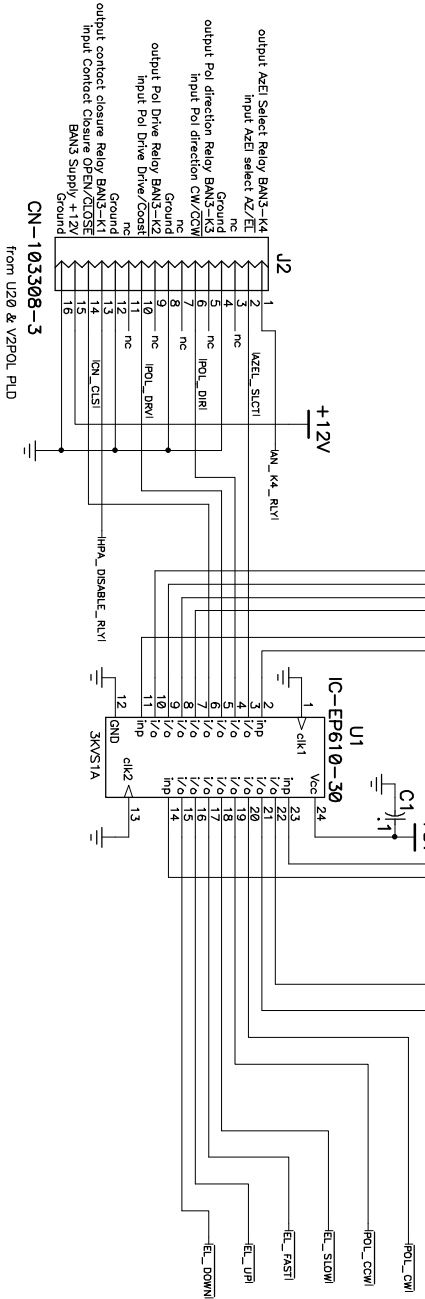 output AzEl Select Relay BAN3-K4
input AzEl select AZ/EL
nc
Ground
output Pol direction Relay BAN3-K3
input Pol direction CW/CCW
nc
Ground
output Pol Drive Relay BAN3-K2
input Pol Drive Drive/Coast
nc
Ground
output contact closure Relay BAN3-K1
input Contact Closure OPEN/CLOSE
BAN3 Supply +12V
Ground
J2
CN-103308-3
from U20 & V2POL PLD
1
2
3
4
5
6
7
8
9
10
11
12
13
14
15
16
nc
nc
nc
nc
nc
AN_K4_RLY
AZEL_SLCT
POL_DIR
POL_DRV
CN_CLS
HPA_DISABLE_RLY
+12V
U1
IC-EP610-30
1
2
3
4
5
6
7
8
9
10
11
12
clk1
inp
i/o
i/o
i/o
i/o
i/o
i/o
i/o
i/o
inp
GND
3KVS1A
Vcc
inp
i/o
i/o
i/o
i/o
i/o
i/o
i/o
i/o
inp
clk2
24
23
22
21
20
19
18
17
16
15
14
13
C1
.1
POL_CW
POL_CCW
EL_SLOW
EL_FAST
EL_UP
EL_DOWN